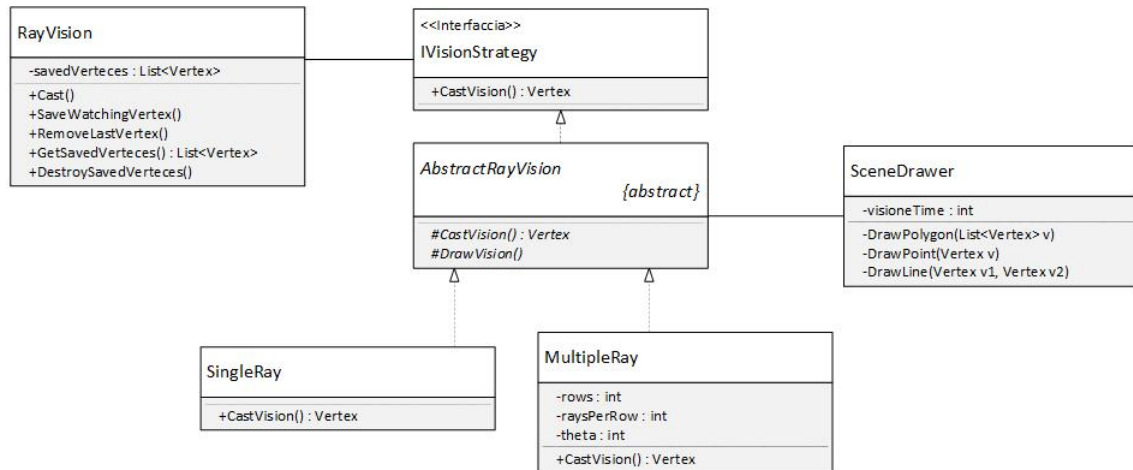 RayVision
-savedVerteces : List<Vertex>
+Cast()
+SaveWatchingVertex()
+RemoveLastVertex()
+GetSavedVerteces() : List<Vertex>
+DestroySavedVerteces()
<<Interfaccia>>
IVisionStrategy
+CastVision() : Vertex
AbstractRayVision
{abstract}
#CastVision() : Vertex
#DrawVision()
SceneDrawer
-visioneTime : int
-DrawPolygon(List<Vertex> v)
-DrawPoint(Vertex v)
-DrawLine(Vertex v1, Vertex v2)
SingleRay
+CastVision() : Vertex
MultipleRay
-rows : int
-raysPerRow : int
-theta : int
+CastVision() : Vertex